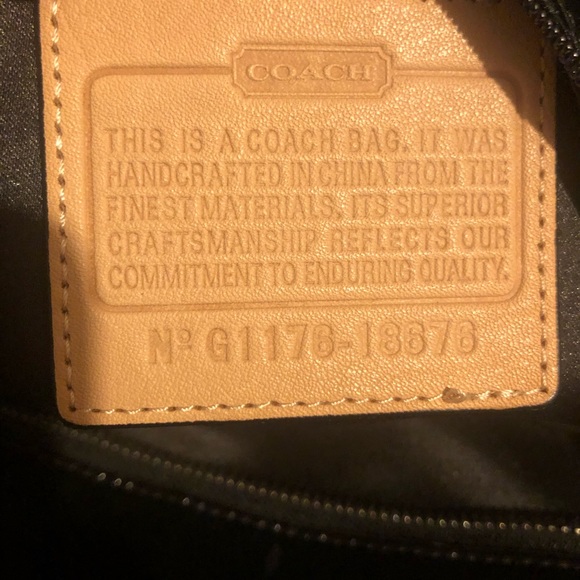 COACH
THIS IS A COACH BAG. IT WAS
HANDCRAFTED IN CHINA FROM THE
FINEST MATERIALS. ITS SUPERIOR
CRAFTSMANSHIP REFLECTS OUR
COMMITMENT TO ENDURING QUALITY.
Nº G1176-18676